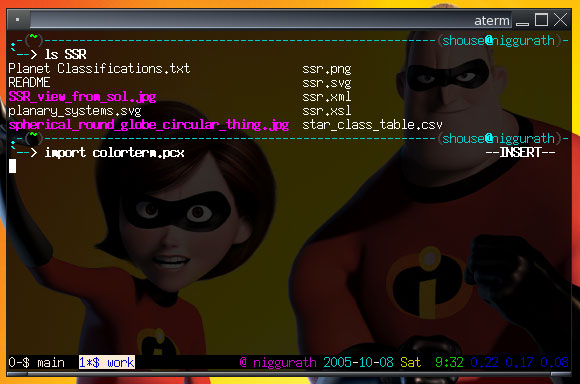 aterm
-(~)-----------------------------------------------------(shouse@niggurath)-
`--> ls SSR
Planet Classifications.txt ssr.png
README ssr.svg
SSR_view_from_sol.jpg ssr.xml
planary_systems.svg ssr.xsl
spherical_round_globe_circular_thing.jpg star_class_table.csv
-(~)-----------------------------------------------------(shouse@niggurath)-
`--> import colorterm.pcx --INSERT--
0-$ main 1*$ work @ niggurath 2005-10-08 Sat 9:32 0.22 0.17 0.08